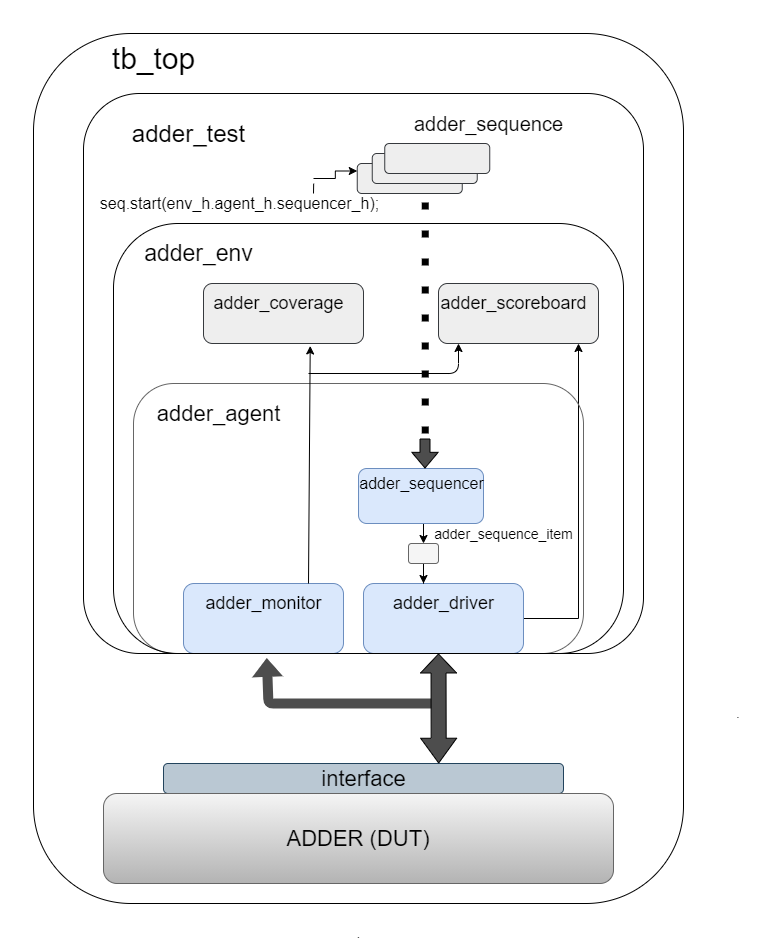 tb_top
adder_test
adder_sequence
seq.start(env_h.agent_h.sequencer_h);
adder_env
adder_coverage
adder_scoreboard
adder_agent
adder_sequencer
adder_sequence_item
adder_monitor
adder_driver
interface
ADDER (DUT)